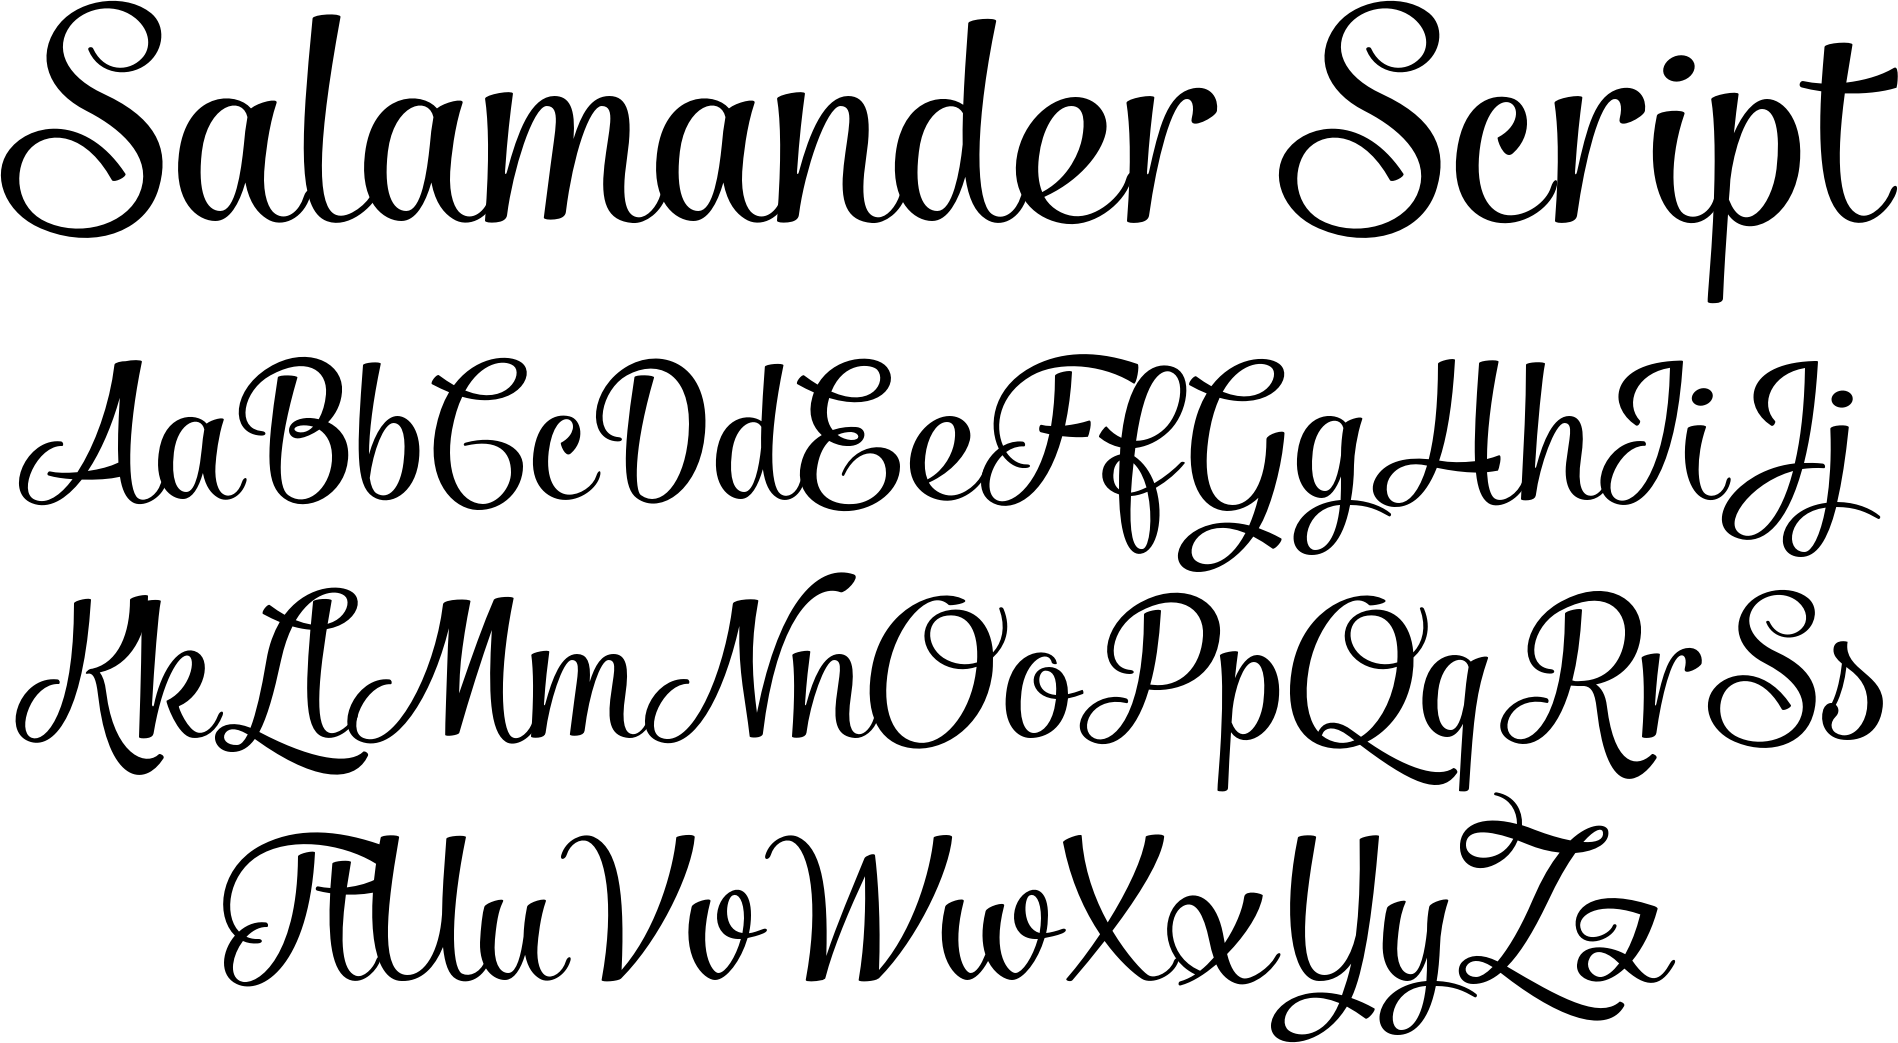 Salamander Script
AaBbCcDdEeFfGgHhIiJj
KkLlMmNnOoPpQqRrSs
TtUuVvWwXxYyZz